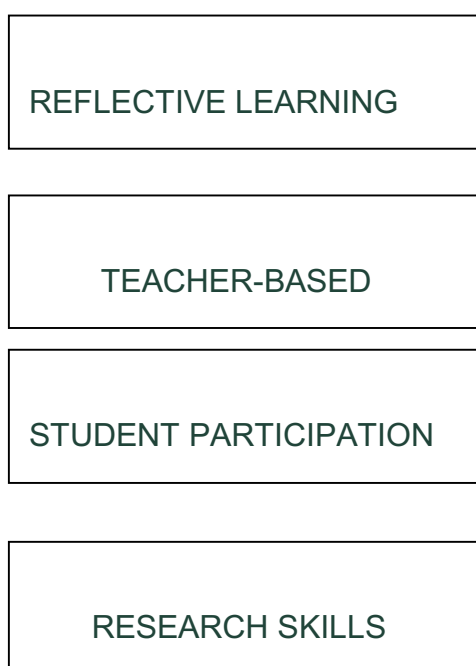 REFLECTIVE LEARNING
TEACHER-BASED
STUDENT PARTICIPATION
RESEARCH SKILLS